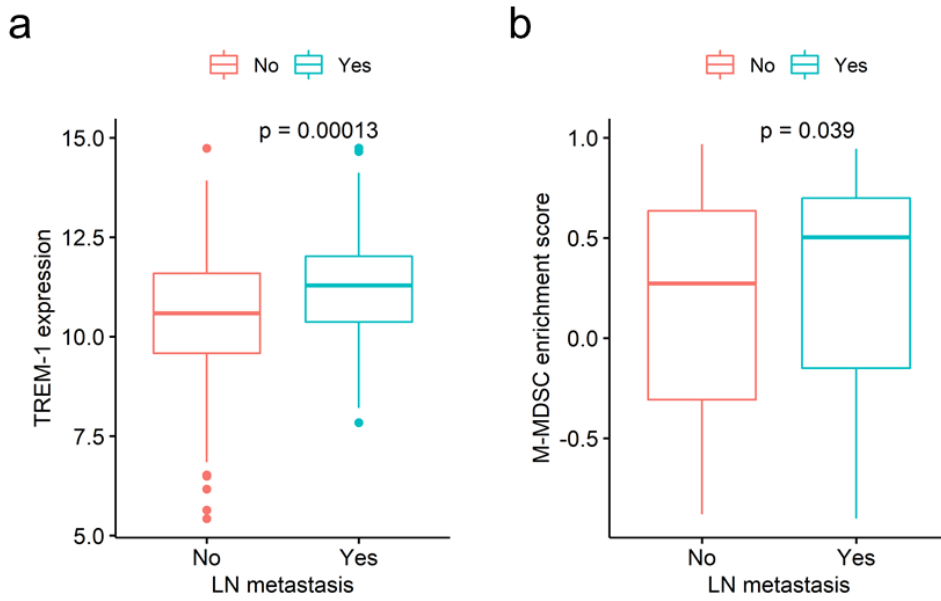 a
No Yes
p = 0.00013
TREM-1 expression
15.0
12.5
10.0
7.5
5.0
No Yes
LN metastasis
b
No Yes
p = 0.039
M-MDSC enrichment score
1.0
0.5
0.0
-0.5
No Yes
LN metastasis